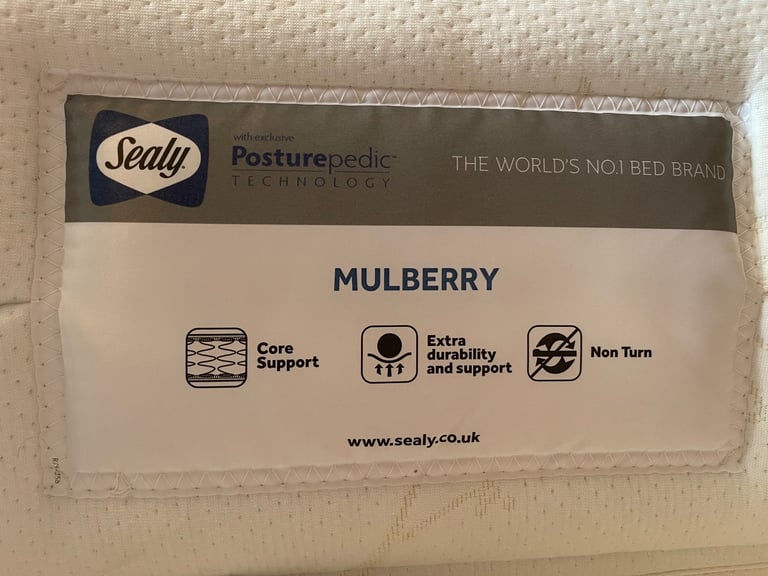 Sealy
with exclusive
Posturepedic™
TECHNOLOGY
THE WORLD'S NO.1 BED BRAND
MULBERRY
Core
Support
Extra
durability
and support
Non Turn
www.sealy.co.uk